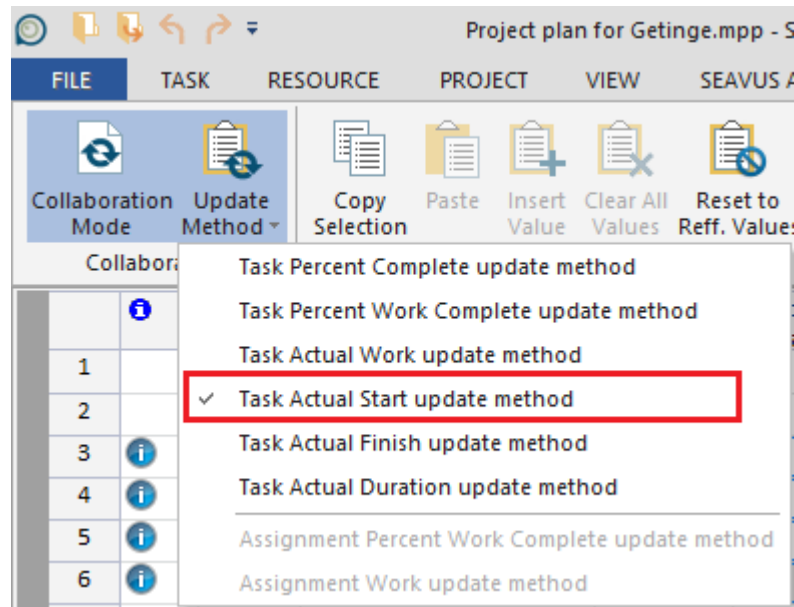 Project plan for Getinge.mpp - S
FILE TASK RESOURCE PROJECT VIEW SEAVUS A
Collaboration Mode Update Method Copy Selection Paste Insert Value Clear All Values Reset to Reff. Values
Collabora
Task Percent Complete update method
Task Percent Work Complete update method
1 Task Actual Work update method
Task Actual Start update method
2
3 Task Actual Finish update method
4 Task Actual Duration update method
5 Assignment Percent Work Complete update method
6 Assignment Work update method